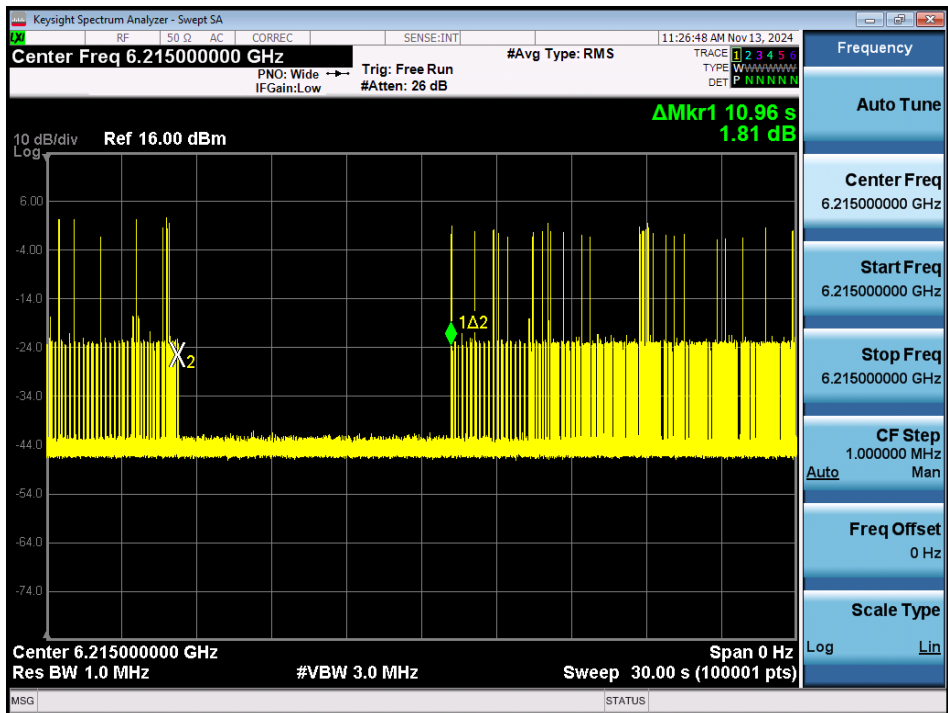 Keysight Spectrum Analyzer - Swept SA
LXI RF 50 Ω AC CORREC SENSE:INT 11:26:48 AM Nov 13, 2024
Center Freq 6.215000000 GHz
PNO: Wide
IFGain:Low
Trig: Free Run
#Atten: 26 dB
#Avg Type: RMS
TRACE 1 2 3 4 5 6
TYPE WWWWWW
DET P N N N N N
ΔMkr1 10.96 s
1.81 dB
10 dB/div Ref 16.00 dBm
Log
6.00
-4.00
-14.0
-24.0
-34.0
-44.0
-54.0
-64.0
-74.0
1Δ2
X2
Center 6.215000000 GHz Span 0 Hz
Res BW 1.0 MHz #VBW 3.0 MHz Sweep 30.00 s (100001 pts)
MSG STATUS
Frequency
Auto Tune
Center Freq
6.215000000 GHz
Start Freq
6.215000000 GHz
Stop Freq
6.215000000 GHz
CF Step
1.000000 MHz
Auto Man
Freq Offset
0 Hz
Scale Type
Log Lin